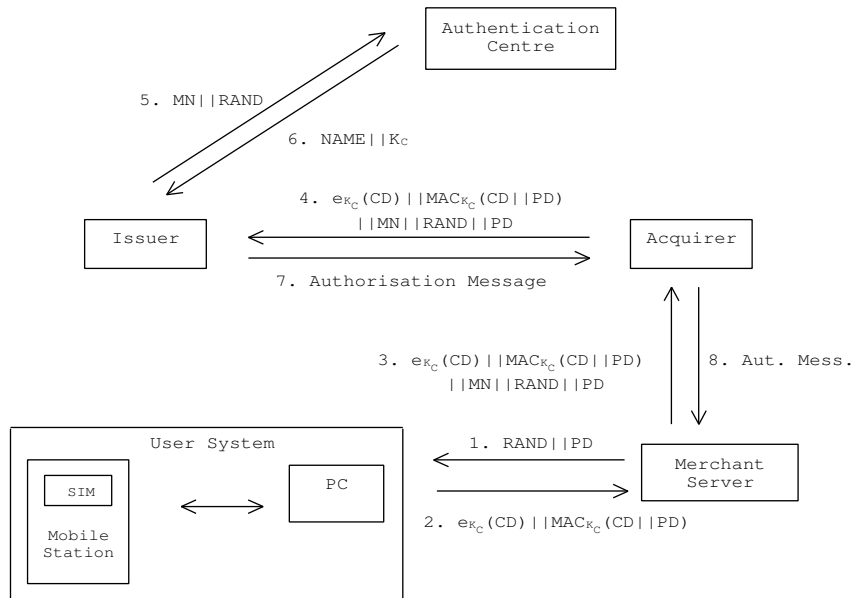 Authentication
Centre
5. MN||RAND
6. NAME||Kc
4. eKC(CD)||MACKC(CD||PD)
||MN||RAND||PD
Issuer
Acquirer
7. Authorisation Message
3. eKC(CD)||MACKC(CD||PD)
||MN||RAND||PD
8. Aut. Mess.
User System
1. RAND||PD
SIM
PC
Merchant
Server
Mobile
Station
2. eKC(CD)||MACKC(CD||PD)